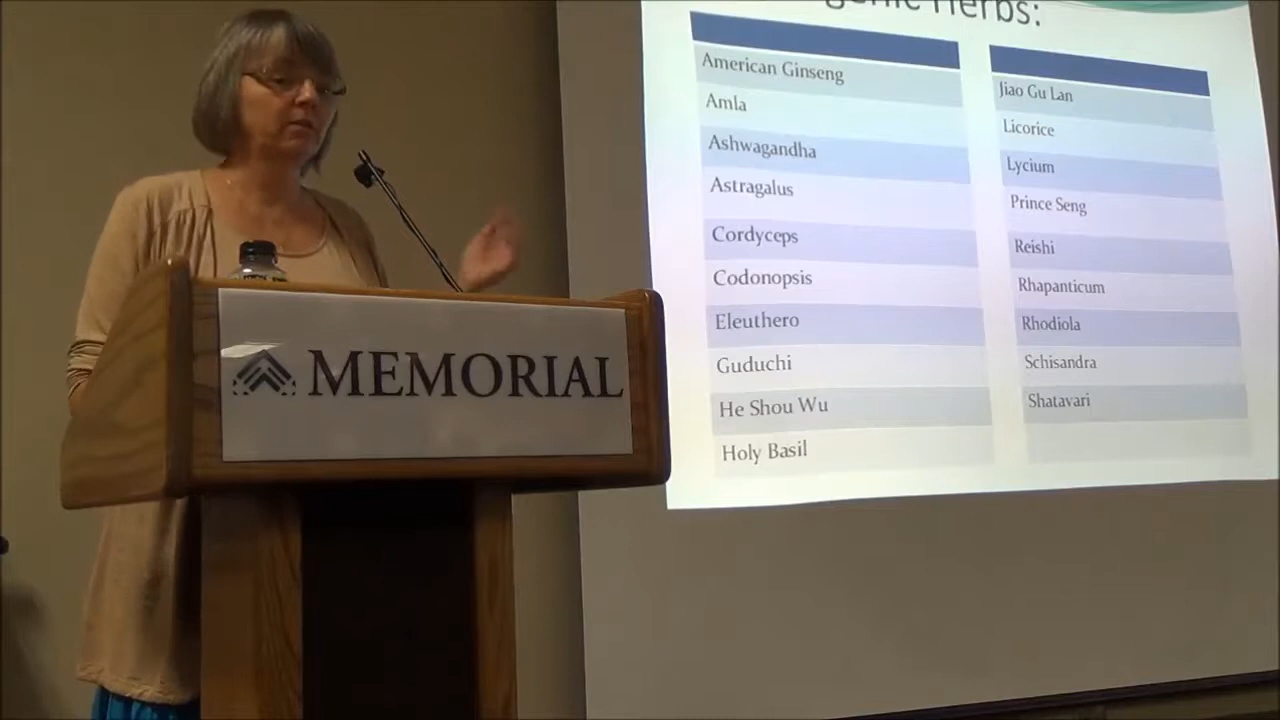 Herbs:
American Ginseng
Amla
Ashwagandha
Astragalus
Cordyceps
Codonopsis
Eleuthero
Guduchi
He Shou Wu
Holy Basil
Jiao Gu Lan
Licorice
Lycium
Prince Seng
Reishi
Rhapanticum
Rhodiola
Schisandra
Shatavari
MEMORIAL